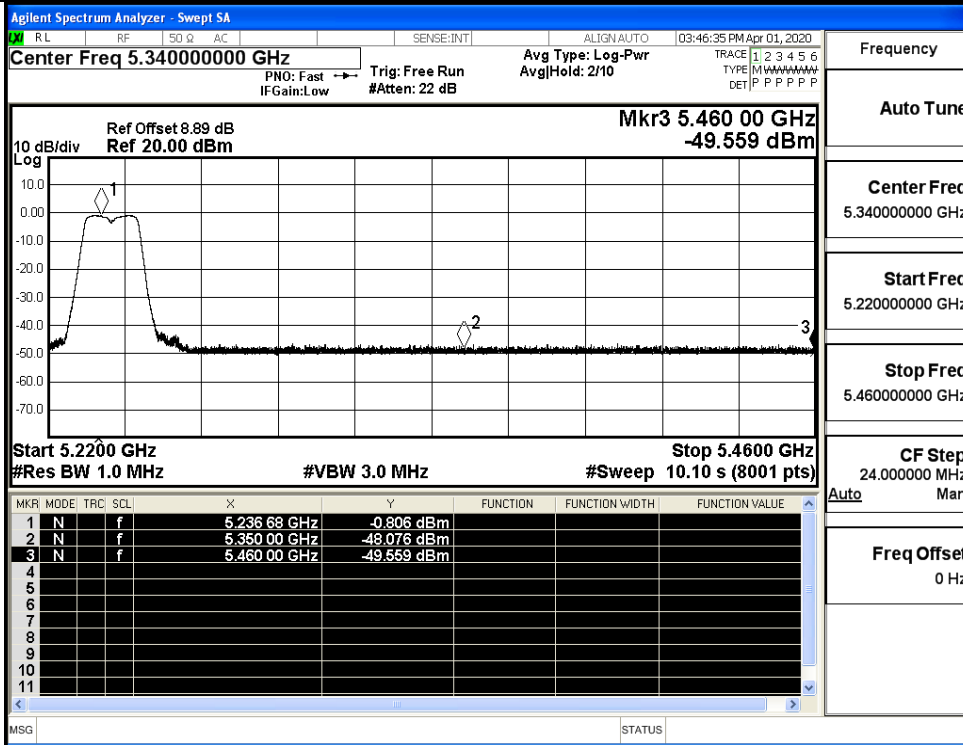 Agilent Spectrum Analyzer - Swept SA
LXI RL RF 50 Ω AC SENSE:INT ALIGN AUTO 03:46:35 PM Apr 01, 2020
Center Freq 5.340000000 GHz
PNO: Fast
IFGain:Low
Trig: Free Run
#Atten: 22 dB
Avg Type: Log-Pwr
Avg|Hold: 2/10
TRACE 1 2 3 4 5 6
TYPE M WWWWW
DET P P P P P P
Ref Offset 8.89 dB
Ref 20.00 dBm
10 dB/div
Log
Mkr3 5.460 00 GHz
-49.559 dBm
10.0
0.00
-10.0
-20.0
-30.0
-40.0
-50.0
-60.0
-70.0
1
2
3
Start 5.2200 GHz
Stop 5.4600 GHz
#Res BW 1.0 MHz #VBW 3.0 MHz #Sweep 10.10 s (8001 pts)
MKR MODE TRC SCL X Y FUNCTION FUNCTION WIDTH FUNCTION VALUE
1 N f 5.236 68 GHz -0.806 dBm
2 N f 5.350 00 GHz -48.076 dBm
3 N f 5.460 00 GHz -49.559 dBm
4
5
6
7
8
9
10
11
MSG STATUS
Frequency
Auto Tune
Center Freq
5.340000000 GHz
Start Freq
5.220000000 GHz
Stop Freq
5.460000000 GHz
CF Step
24.000000 MHz
Auto Man
Freq Offset
0 Hz